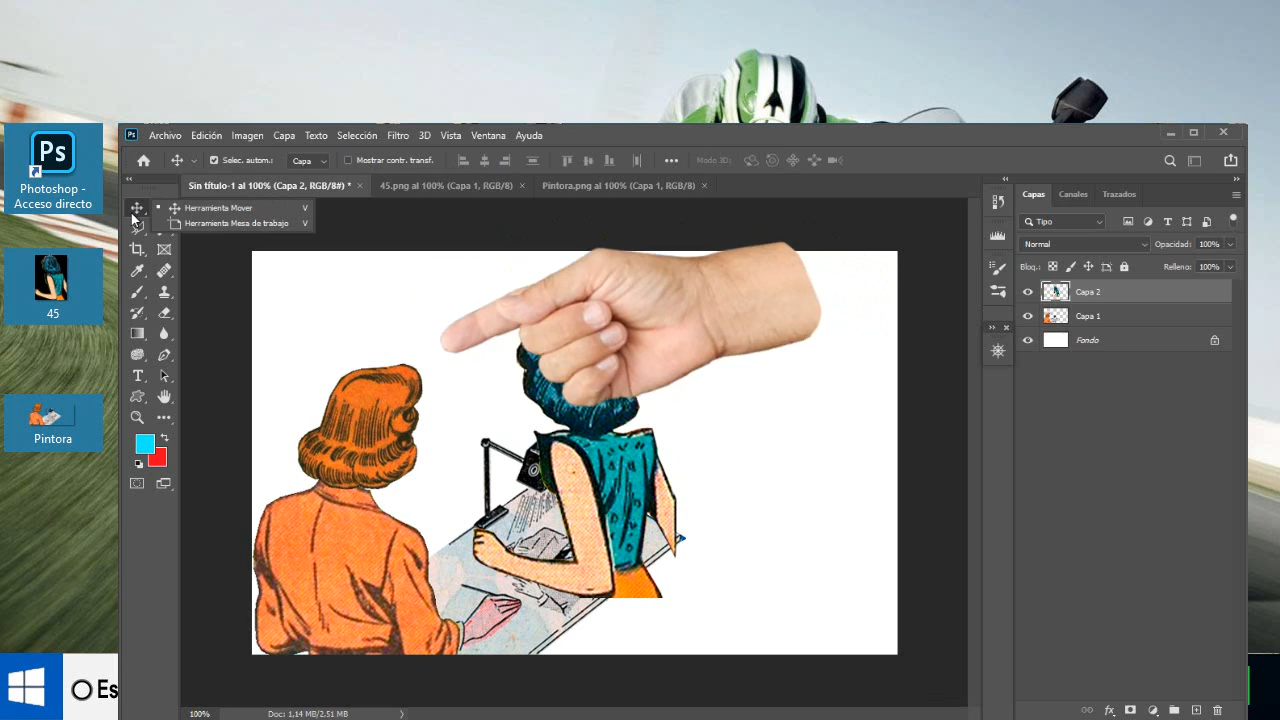 Ps
Photoshop -
Acceso directo
45
Pintora
Es
Ps
Archivo Edición Imagen Capa Texto Selección Filtro 3D Vista Ventana Ayuda
Selec. autom.: Capa Mostrar contr. transf. Modo 3D:
Sin título-1 al 100% (Capa 2, RGB/8#) * × 45.png al 100% (Capa 1, RGB/8) × Pintora.png al 100% (Capa 1, RGB/8) ×
Herramienta Mover V
Herramienta Mesa de trabajo V
Capas Canales Trazados
Tipo
Normal Opacidad: 100%
Bloq.: Relleno: 100%
Capa 2
Capa 1
Fondo
100% Doc: 1,14 MB/2,51 MB